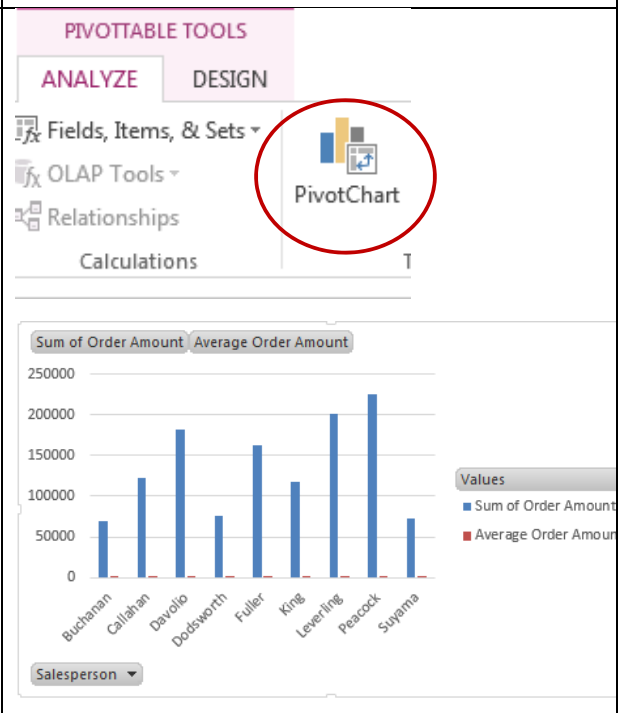 PIVOTTABLE TOOLS
ANALYZE DESIGN
fx Fields, Items, & Sets
PivotChart
fx OLAP Tools
Relationships
Calculations T
Sum of Order Amount Average Order Amount
250000
200000
150000
100000
50000
0
Buchanan Callahan Davolio Dodsworth Fuller King Leverling Peacock Suyama
Values
Sum of Order Amount
Average Order Amoun
Salesperson